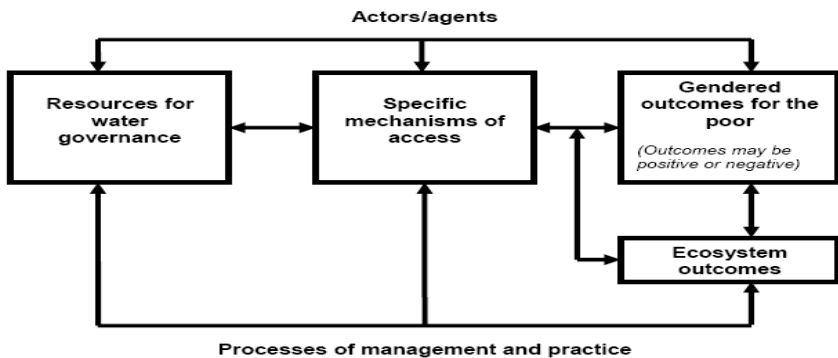 Actors/agents
Resources for
water
governance
Specific
mechanisms of
access
Gendered
outcomes for the
poor
(Outcomes may be
positive or negative)
Ecosystem
outcomes
Processes of management and practice